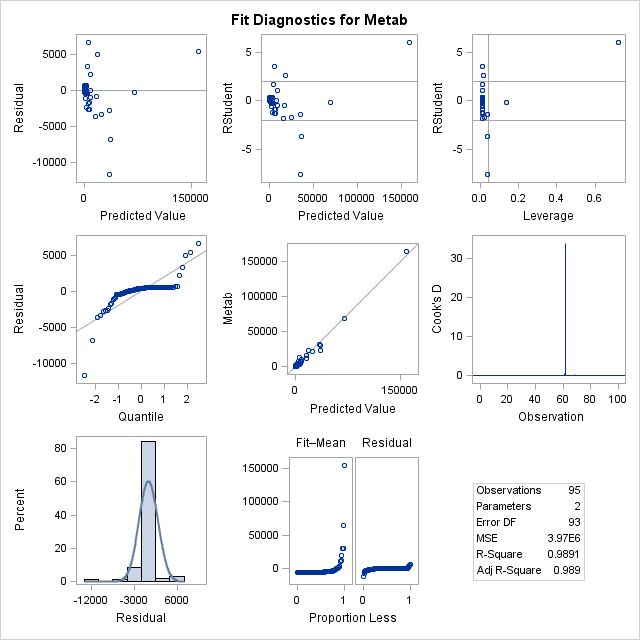 Fit Diagnostics for Metab
5000
0
-5000
-10000
Residual
0
150000
Predicted Value
5
0
-5
RStudent
0
50000
100000
150000
Predicted Value
5
0
-5
RStudent
0.0
0.2
0.4
0.6
Leverage
5000
0
-5000
-10000
Residual
-2
-1
0
1
2
Quantile
150000
100000
50000
0
Metab
0
150000
Predicted Value
30
20
10
0
Cook's D
0
20
40
60
80
100
Observation
80
60
40
20
0
Percent
-12000
-3000
6000
Residual
Fit–Mean
Residual
150000
100000
50000
0
0
1
0
1
Proportion Less
Observations 95
Parameters 2
Error DF 93
MSE 3.97E6
R-Square 0.9891
Adj R-Square 0.989